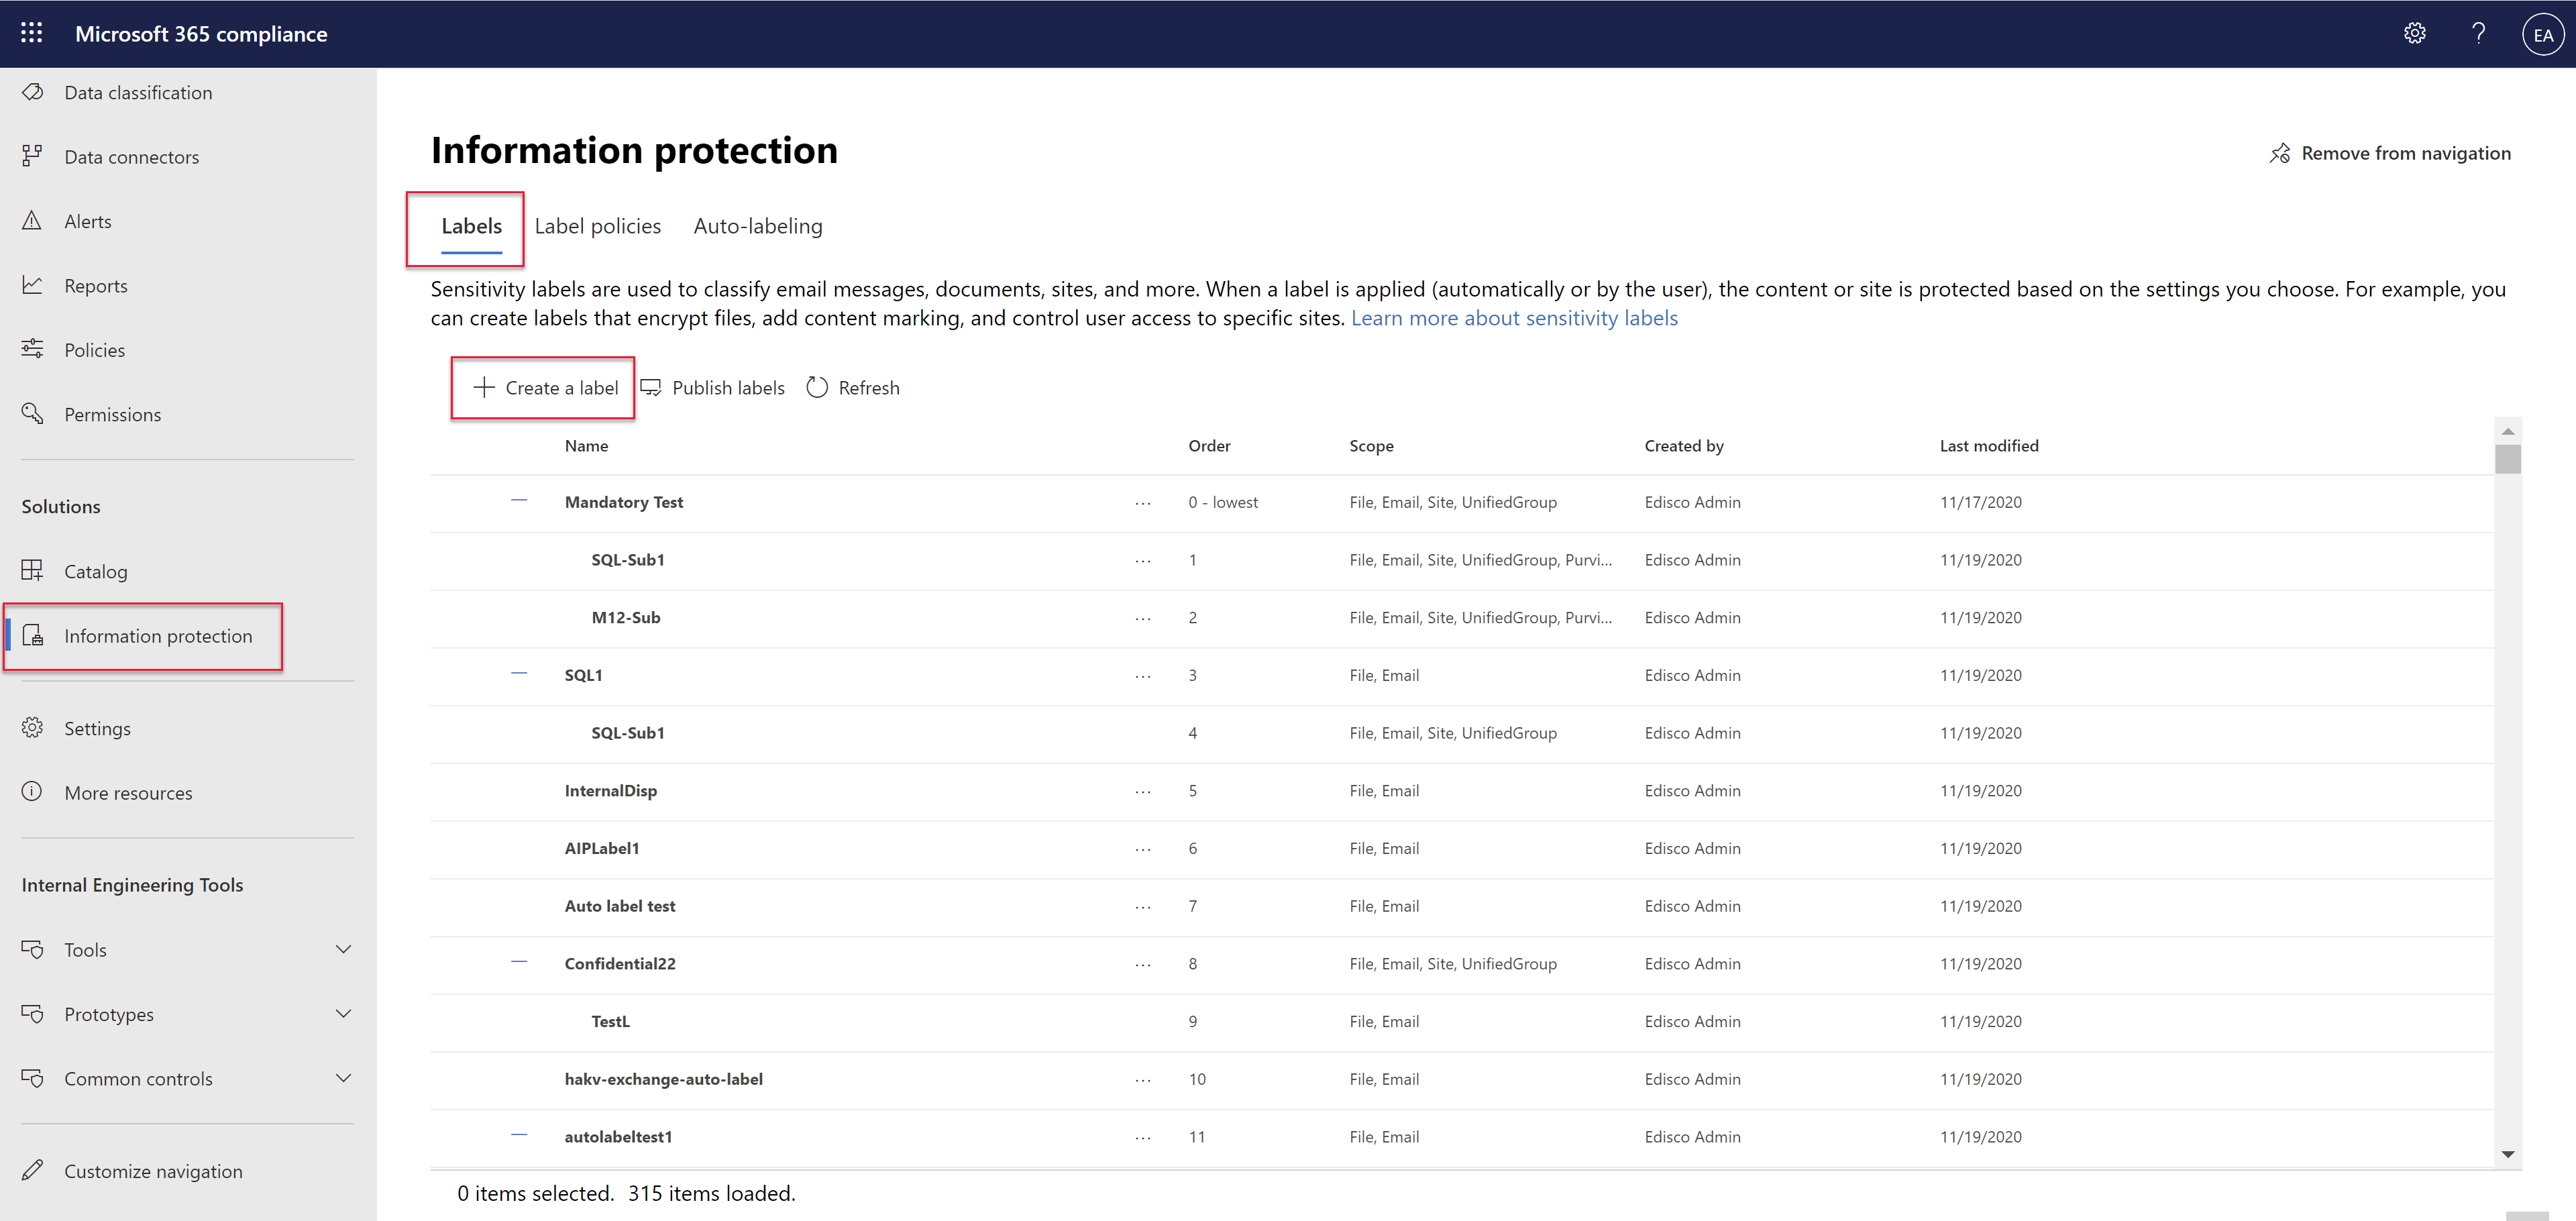 Microsoft 365 compliance
?
EA
Data classification
Data connectors
Alerts
Reports
Policies
Permissions
Solutions
Catalog
Information protection
Settings
More resources
Internal Engineering Tools
Tools
Prototypes
Common controls
Customize navigation
Information protection
Remove from navigation
Labels Label policies Auto-labeling
Sensitivity labels are used to classify email messages, documents, sites, and more. When a label is applied (automatically or by the user), the content or site is protected based on the settings you choose. For example, you
can create labels that encrypt files, add content marking, and control user access to specific sites. Learn more about sensitivity labels
Create a label Publish labels Refresh
Name Order Scope Created by Last modified
Mandatory Test ... 0 - lowest File, Email, Site, UnifiedGroup Edisco Admin 11/17/2020
SQL-Sub1 ... 1 File, Email, Site, UnifiedGroup, Purvi... Edisco Admin 11/19/2020
M12-Sub ... 2 File, Email, Site, UnifiedGroup, Purvi... Edisco Admin 11/19/2020
SQL1 ... 3 File, Email Edisco Admin 11/19/2020
SQL-Sub1 4 File, Email, Site, UnifiedGroup Edisco Admin 11/19/2020
InternalDisp ... 5 File, Email Edisco Admin 11/19/2020
AIPLabel1 ... 6 File, Email Edisco Admin 11/19/2020
Auto label test ... 7 File, Email Edisco Admin 11/19/2020
Confidential22 ... 8 File, Email, Site, UnifiedGroup Edisco Admin 11/19/2020
TestL 9 File, Email Edisco Admin 11/19/2020
hakv-exchange-auto-label ... 10 File, Email Edisco Admin 11/19/2020
autolabeltest1 ... 11 File, Email Edisco Admin 11/19/2020
0 items selected. 315 items loaded.